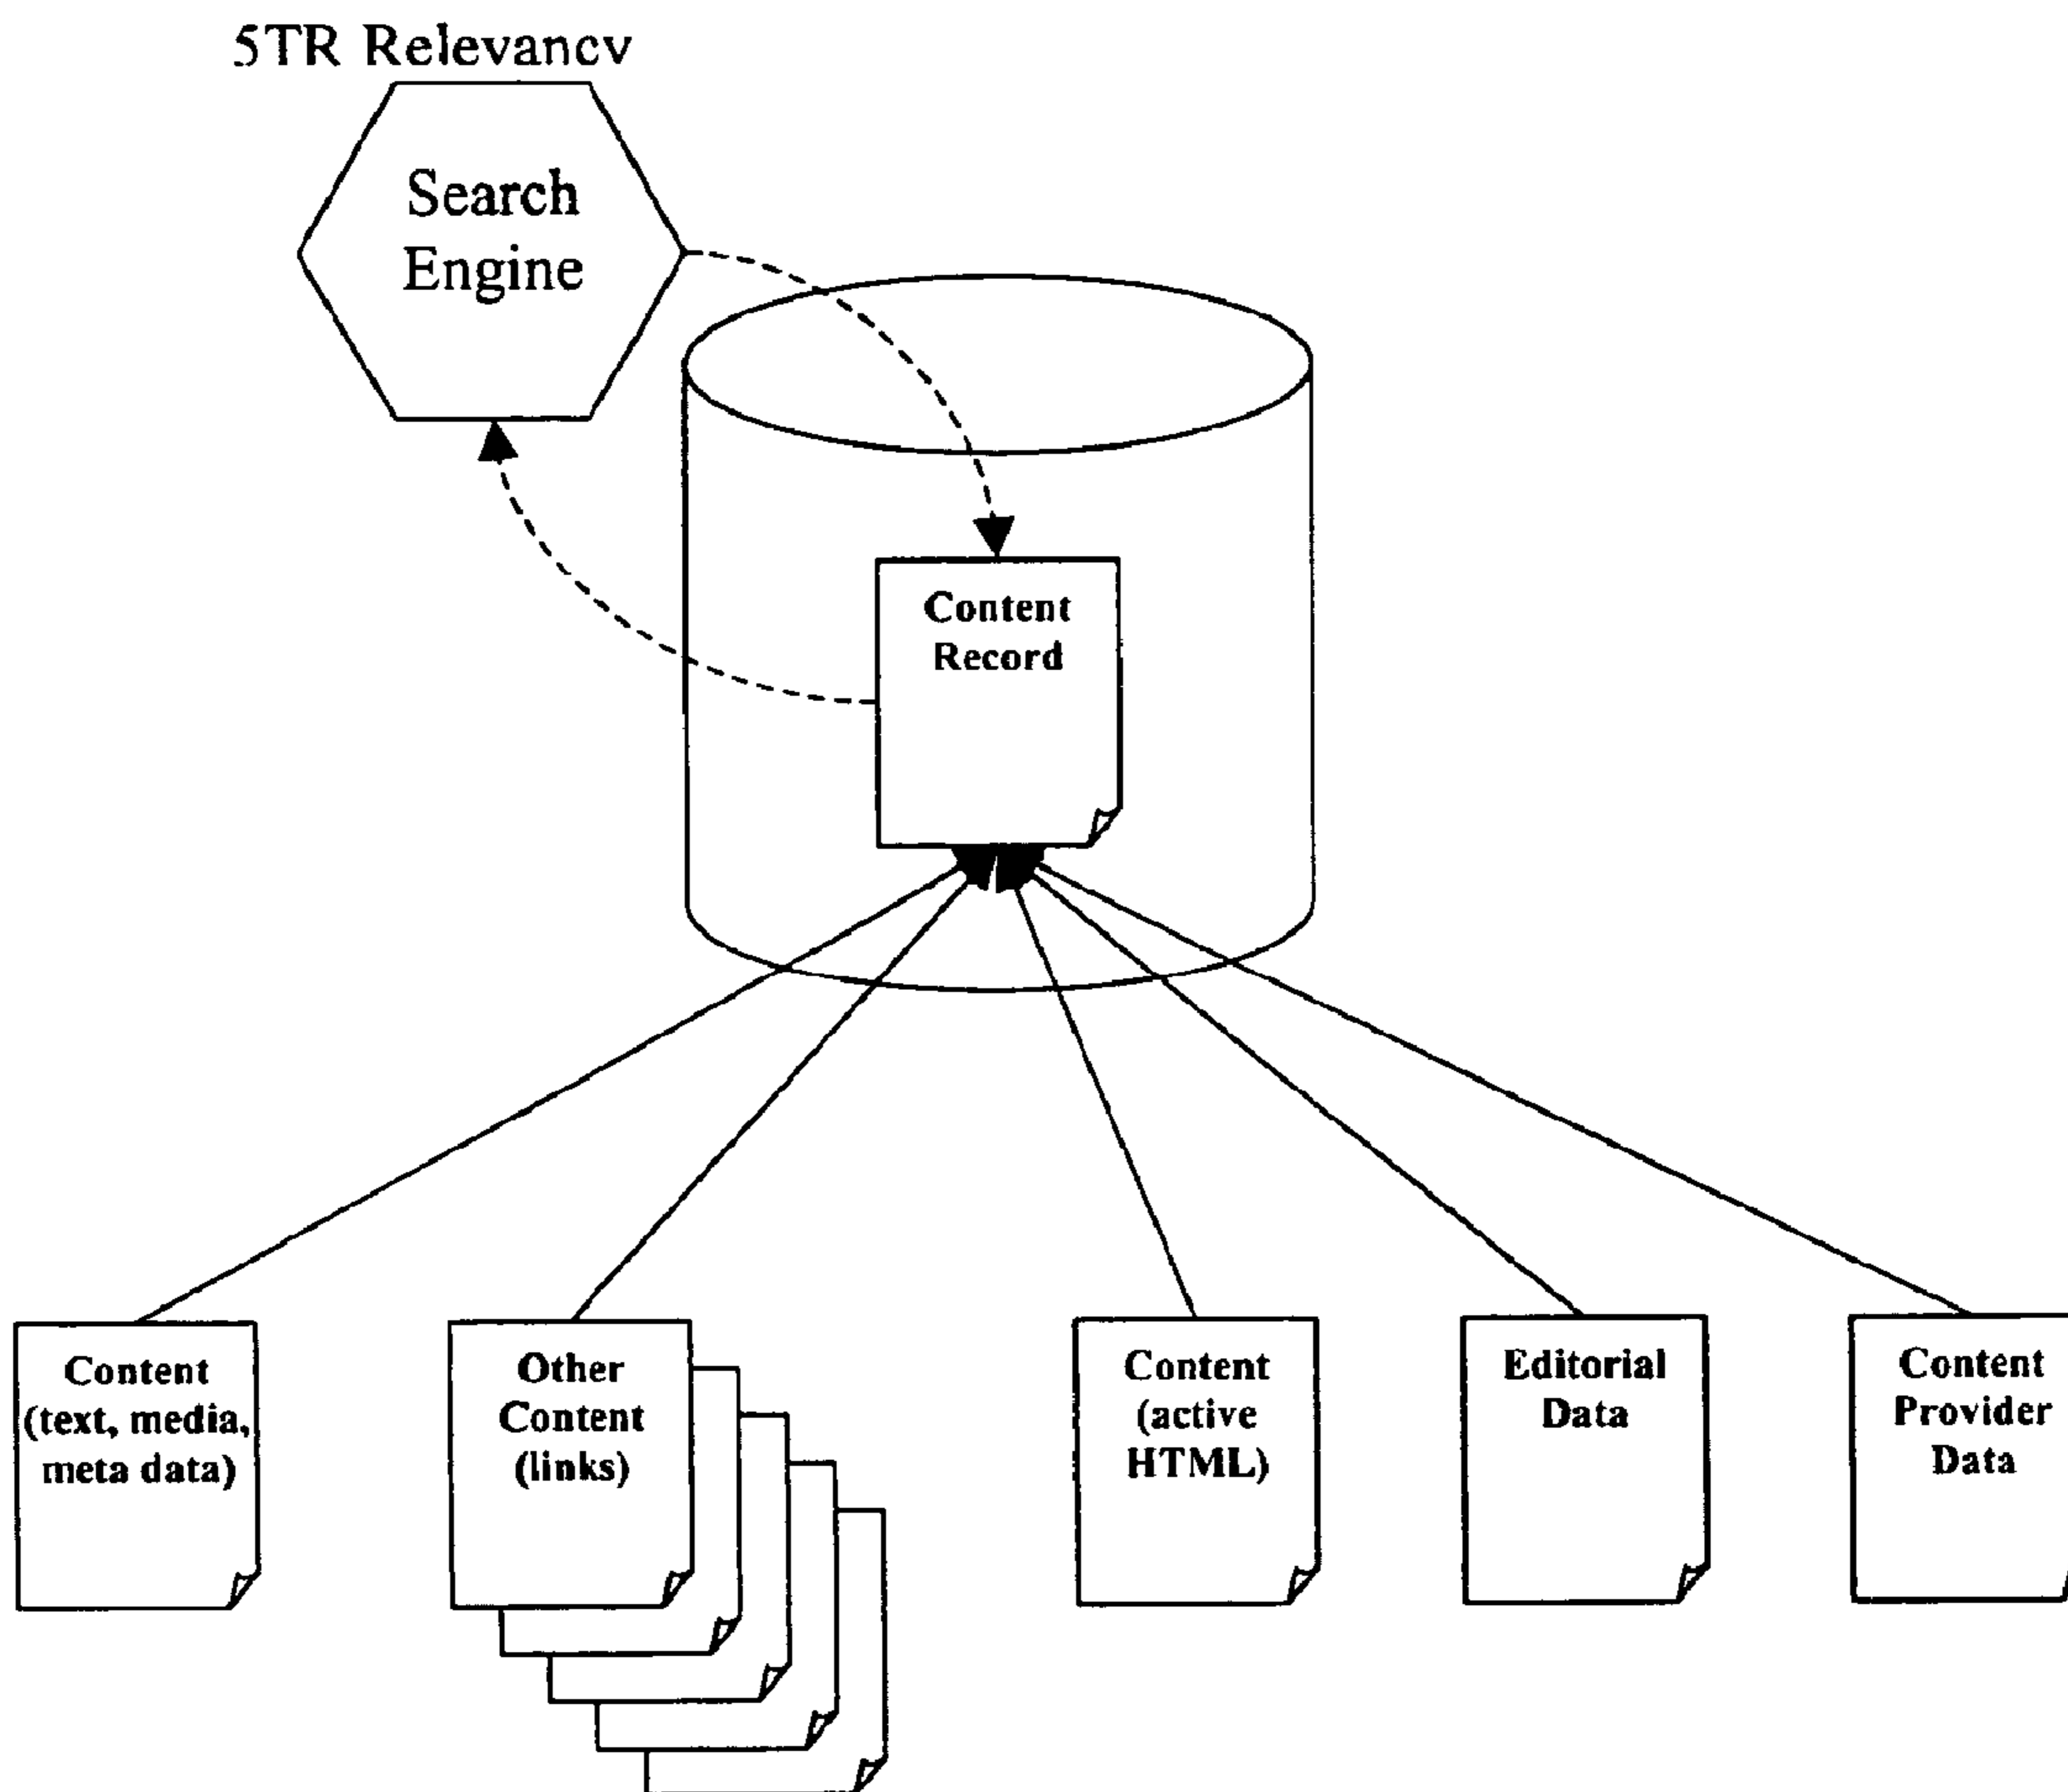 5TR Relevancy
Search
Engine
Content
Record
Content
(text, media,
meta data)
Other
Content
(links)
Content
(active
HTML)
Editorial
Data
Content
Provider
Data